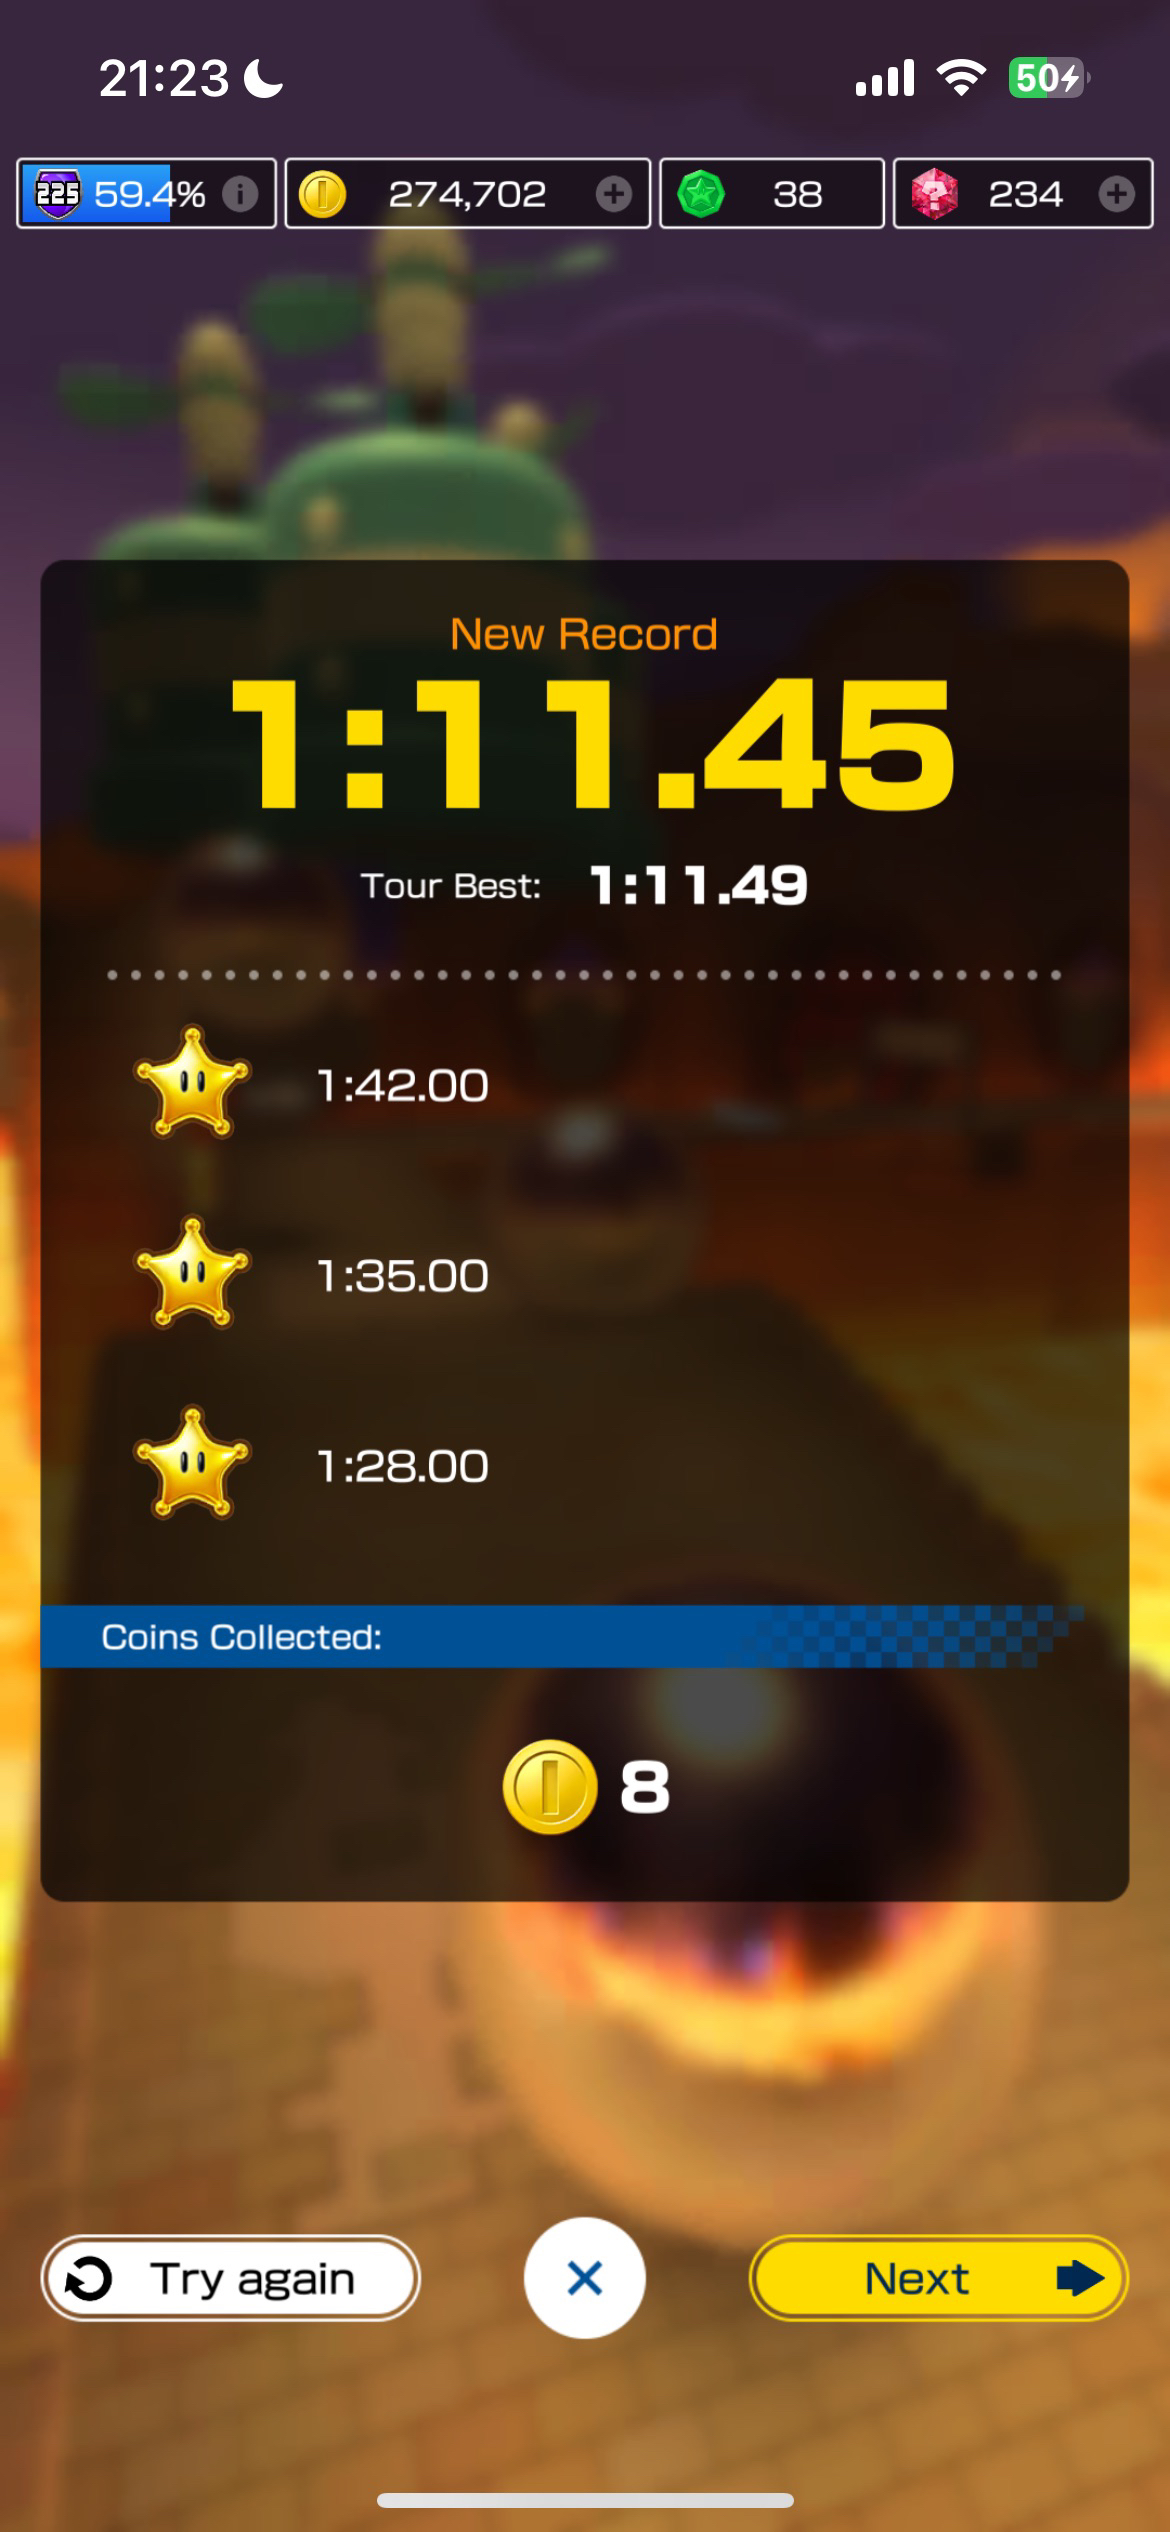 21:23
50
225 59.4% i
274,702 +
38
234 +
New Record
1:11.45
Tour Best: 1:11.49
1:42.00
1:35.00
1:28.00
Coins Collected:
8
Try again
×
Next